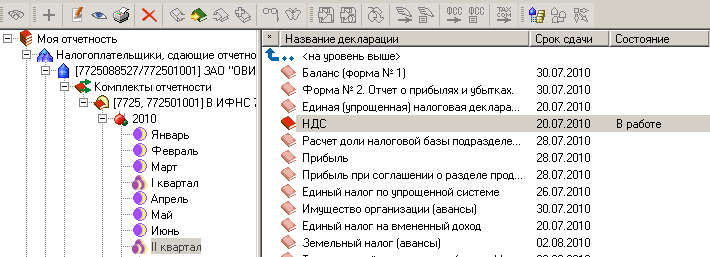 ФСС ФСС TAX COM
Моя отчетность
Налогоплательщики, сдающие отчетно
[7725088527/772501001] ЗАО "ОВИ
Комплекты отчетности
[7725, 772501001] В ИФНС
2010
Январь
Февраль
Март
I квартал
Апрель
Май
Июнь
II квартал
* Название декларации Срок сдачи Состояние
<на уровень выше>
Баланс (форма № 1) 30.07.2010
Форма № 2. Отчет о прибылях и убытках. 30.07.2010
Единая (упрощенная) налоговая деклара... 20.07.2010
НДС 20.07.2010 В работе
Расчет доли налоговой базы подразделе... 28.07.2010
Прибыль 28.07.2010
Прибыль при соглашении о разделе прод... 28.07.2010
Единый налог по упрощенной системе 26.07.2010
Имущество организации (авансы) 30.07.2010
Единый налог на вмененный доход 20.07.2010
Земельный налог (авансы) 02.08.2010